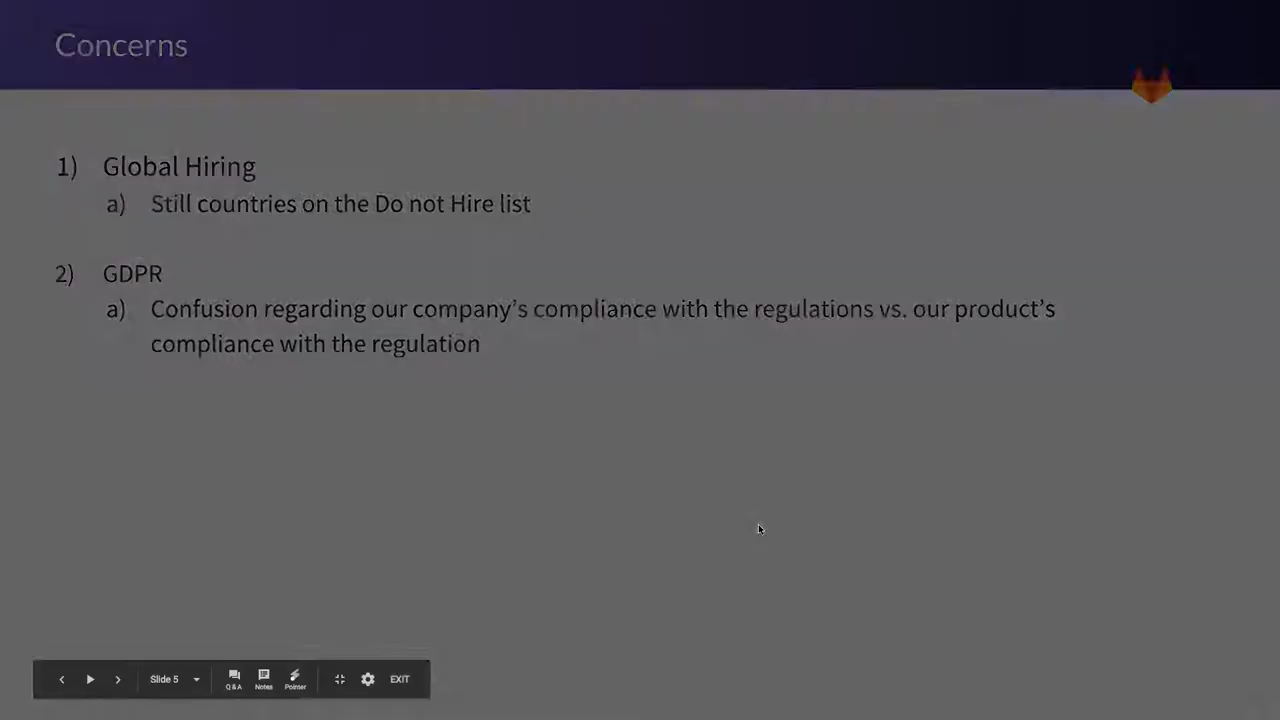 Concerns
1) Global Hiring
a) Still countries on the Do not Hire list
2) GDPR
a) Confusion regarding our company's compliance with the regulations vs. our product's
compliance with the regulation
Slide 5
Q & A
Notes
Pointer
EXIT